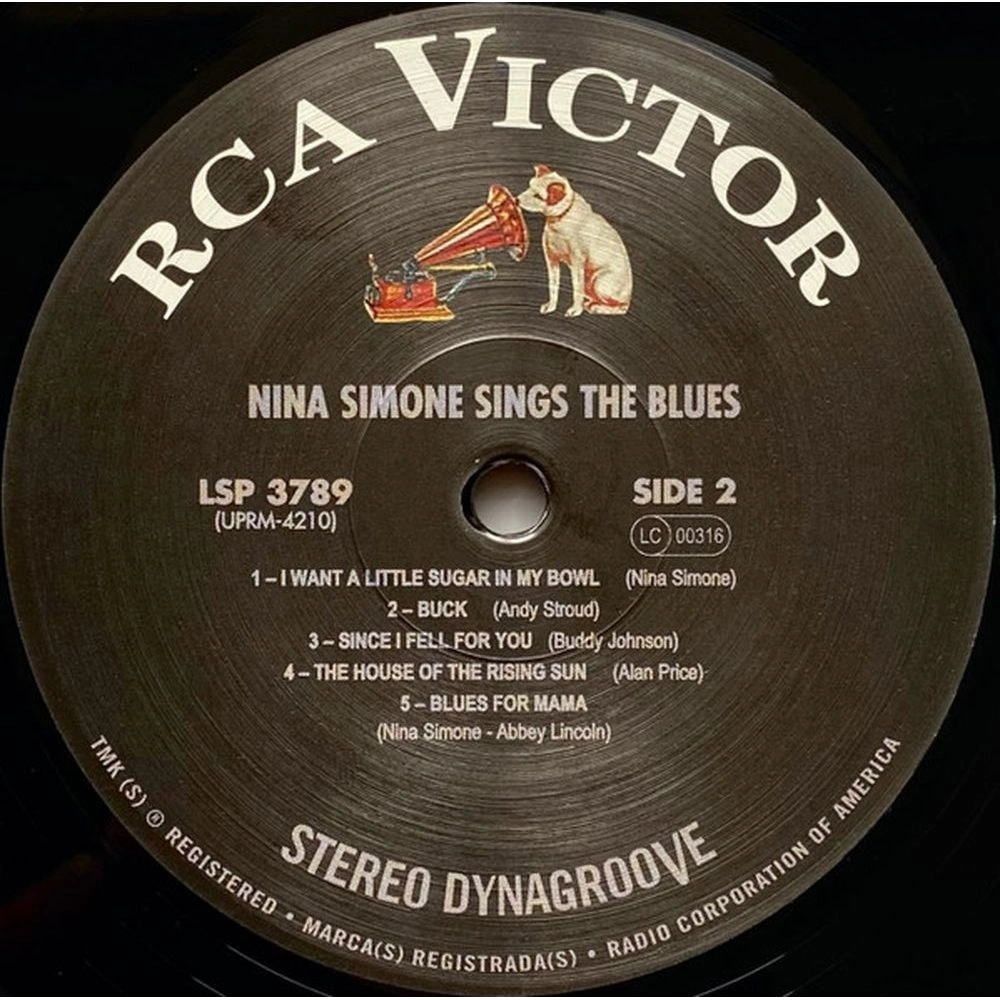 RCA VICTOR
NINA SIMONE SINGS THE BLUES
LSP 3789
(UPRM-4210)
SIDE 2
LC 00316
1 – I WANT A LITTLE SUGAR IN MY BOWL (Nina Simone)
2 – BUCK (Andy Stroud)
3 – SINCE I FELL FOR YOU (Buddy Johnson)
4 – THE HOUSE OF THE RISING SUN (Alan Price)
5 – BLUES FOR MAMA
(Nina Simone - Abbey Lincoln)
STEREO DYNAGROOVE
TMK (S) ® REGISTERED • MARCA(S) REGISTRADA(S) • RADIO CORPORATION OF AMERICA